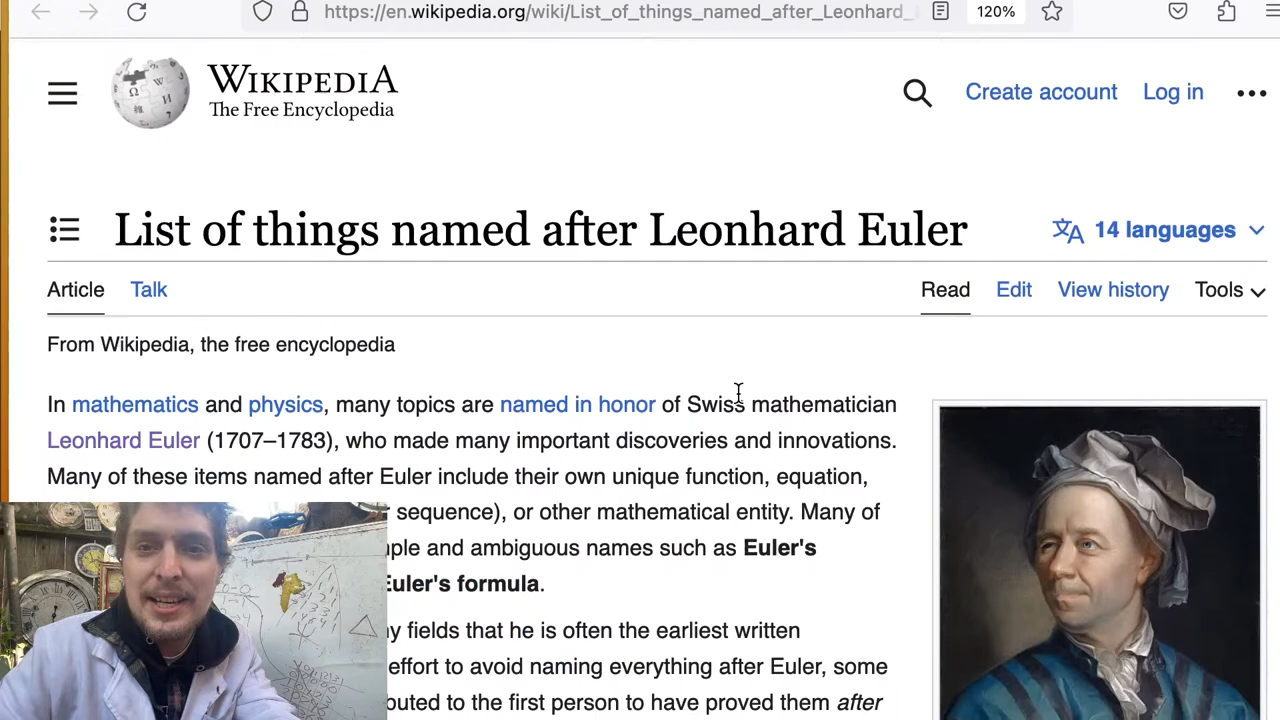 https://en.wikipedia.org/wiki/List_of_things_named_after_Leonhard_
120%
WIKIPEDIA
The Free Encyclopedia
Create account
Log in
List of things named after Leonhard Euler
14 languages
Article
Talk
Read
Edit
View history
Tools
From Wikipedia, the free encyclopedia
In mathematics and physics, many topics are named in honor of Swiss mathematician
Leonhard Euler (1707–1783), who made many important discoveries and innovations.
Many of these items named after Euler include their own unique function, equation,
sequence), or other mathematical entity. Many of
and ambiguous names such as Euler's
Euler's formula.
fields that he is often the earliest written
effort to avoid naming everything after Euler, some
to the first person to have proved them after